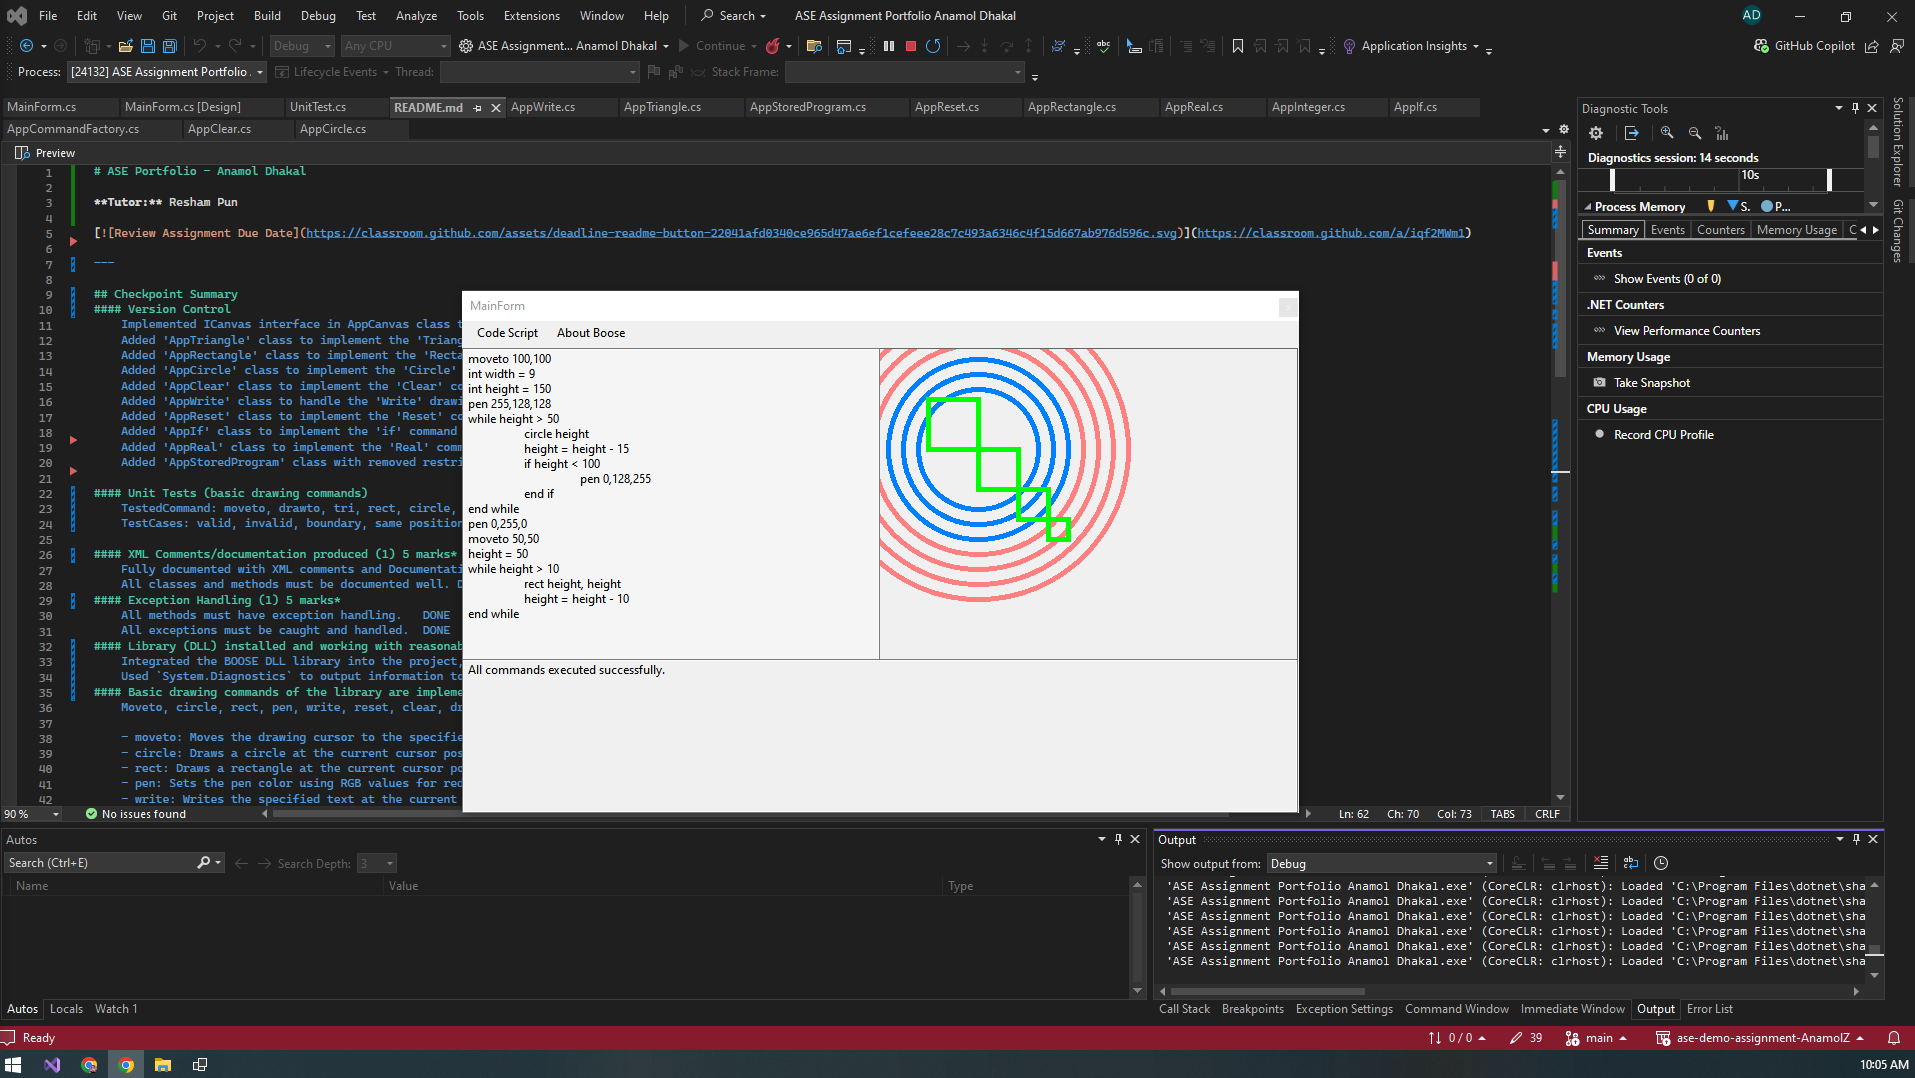 File Edit View Git Project Build Debug Test Analyze Tools Extensions Window Help Search ASE Assignment Portfolio Anamol Dhakal AD
Debug Any CPU ASE Assignment... Anamol Dhakal Continue Application Insights GitHub Copilot
Process: [24132] ASE Assignment Portfolio Lifecycle Events Thread: Stack Frame:
MainForm.cs MainForm.cs [Design] UnitTest.cs README.md AppWrite.cs AppTriangle.cs AppStoredProgram.cs AppReset.cs AppRectangle.cs AppReal.cs AppInteger.cs AppIf.cs
AppCommandFactory.cs AppClear.cs AppCircle.cs
Preview
1 # ASE Portfolio - Anamol Dhakal
2
3 **Tutor:** Resham Pun
4
5 [![Review Assignment Due Date](https://classroom.github.com/assets/deadline-readme-button-22041afd0340ce965d47ae6ef1cefeee28c7c493a6346c4f15d667ab976d596c.svg)](https://classroom.github.com/a/iqf2MWm1)
6
7 ---
8
9 ## Checkpoint Summary
10 #### Version Control
11 Implemented ICanvas interface in AppCanvas class t
12 Added 'AppTriangle' class to implement the 'Triang
13 Added 'AppRectangle' class to implement the 'Recta
14 Added 'AppCircle' class to implement the 'Circle'
15 Added 'AppClear' class to implement the 'Clear' co
16 Added 'AppWrite' class to handle the 'Write' drawi
17 Added 'AppReset' class to implement the 'Reset' co
18 Added 'AppIf' class to implement the 'if' command
19 Added 'AppReal' class to implement the 'Real' comm
20 Added 'AppStoredProgram' class with removed restri
21
22 #### Unit Tests (basic drawing commands)
23 TestedCommand: moveto, drawto, tri, rect, circle,
24 TestCases: valid, invalid, boundary, same position
25
26 #### XML Comments/documentation produced (1) 5 marks*
27 Fully documented with XML comments and Documentati
28 All classes and methods must be documented well. D
29 #### Exception Handling (1) 5 marks*
30 All methods must have exception handling. DONE
31 All exceptions must be caught and handled. DONE
32 #### Library (DLL) installed and working with reasonab
33 Integrated the BOOSE DLL library into the project,
34 Used `System.Diagnostics` to output information to
35 #### Basic drawing commands of the library are impleme
36 Moveto, circle, rect, pen, write, reset, clear, dr
37
38 - moveto: Moves the drawing cursor to the specifie
39 - circle: Draws a circle at the current cursor pos
40 - rect: Draws a rectangle at the current cursor po
41 - pen: Sets the pen color using RGB values for red
42 - write: Writes the specified text at the current
MainForm
Code Script About Boose
moveto 100,100
int width = 9
int height = 150
pen 255,128,128
while height > 50
circle height
height = height - 15
if height < 100
pen 0,128,255
end if
end while
pen 0,255,0
moveto 50,50
height = 50
while height > 10
rect height, height
height = height - 10
end while
All commands executed successfully.
90 % No issues found Ln: 62 Ch: 70 Col: 73 TABS CRLF
Diagnostic Tools
Diagnostics session: 14 seconds
10s
Process Memory S. P...
Summary Events Counters Memory Usage C
Events
Show Events (0 of 0)
.NET Counters
View Performance Counters
Memory Usage
Take Snapshot
CPU Usage
Record CPU Profile
Solution Explorer
Git Changes
Autos
Search (Ctrl+E) Search Depth: 3
Name Value Type
Autos Locals Watch 1
Output
Show output from: Debug
'ASE Assignment Portfolio Anamol Dhakal.exe' (CoreCLR: clrhost): Loaded 'C:\Program Files\dotnet\sha
'ASE Assignment Portfolio Anamol Dhakal.exe' (CoreCLR: clrhost): Loaded 'C:\Program Files\dotnet\sha
'ASE Assignment Portfolio Anamol Dhakal.exe' (CoreCLR: clrhost): Loaded 'C:\Program Files\dotnet\sha
'ASE Assignment Portfolio Anamol Dhakal.exe' (CoreCLR: clrhost): Loaded 'C:\Program Files\dotnet\sha
'ASE Assignment Portfolio Anamol Dhakal.exe' (CoreCLR: clrhost): Loaded 'C:\Program Files\dotnet\sha
'ASE Assignment Portfolio Anamol Dhakal.exe' (CoreCLR: clrhost): Loaded 'C:\Program Files\dotnet\sha
Call Stack Breakpoints Exception Settings Command Window Immediate Window Output Error List
Ready 0 / 0 39 main ase-demo-assignment-AnamolZ
10:05 AM